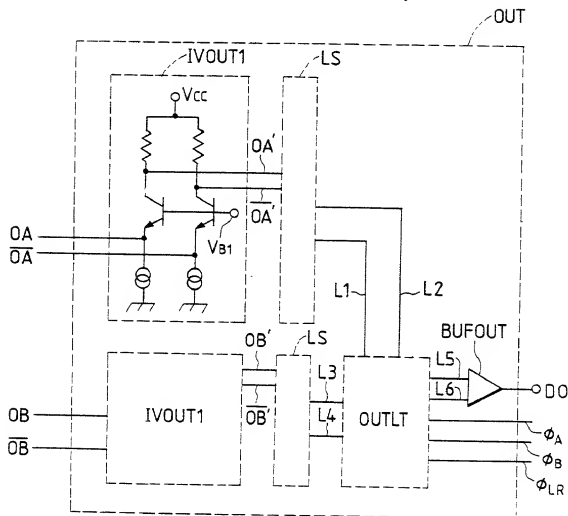 OUT
IVOUT1
LS
Vcc
OA'
OA'
VB1
OA
OA
L1
L2
BUFOUT
LS
OB'
L3
L4
OB'
IVOUT1
OUTLT
L5
L6
DO
OB
OB
ϕA
ϕB
ϕLR